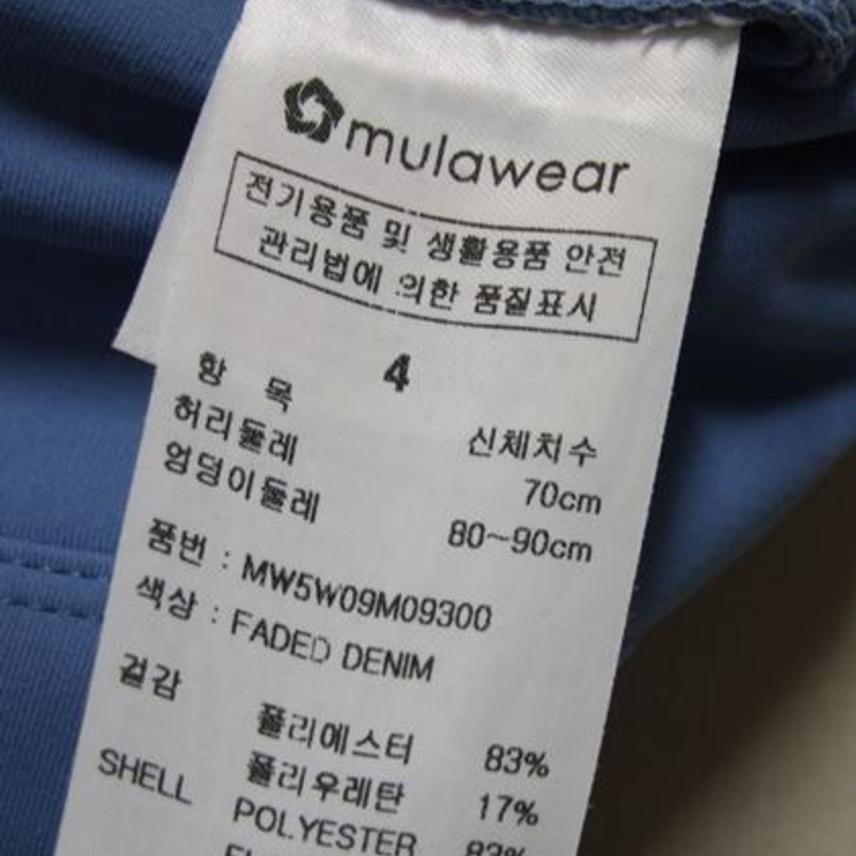 mulawear
전기용품 및 생활용품 안전
관리법에 의한 품질표시
4
항 목 신체치수
허리둘레 70cm
엉덩이둘레 80~90cm
품번 : MW5W09M09300
색상 : FADED DENIM
겉감
폴리에스터 83%
폴리우레탄 17%
SHELL POLYESTER 83%